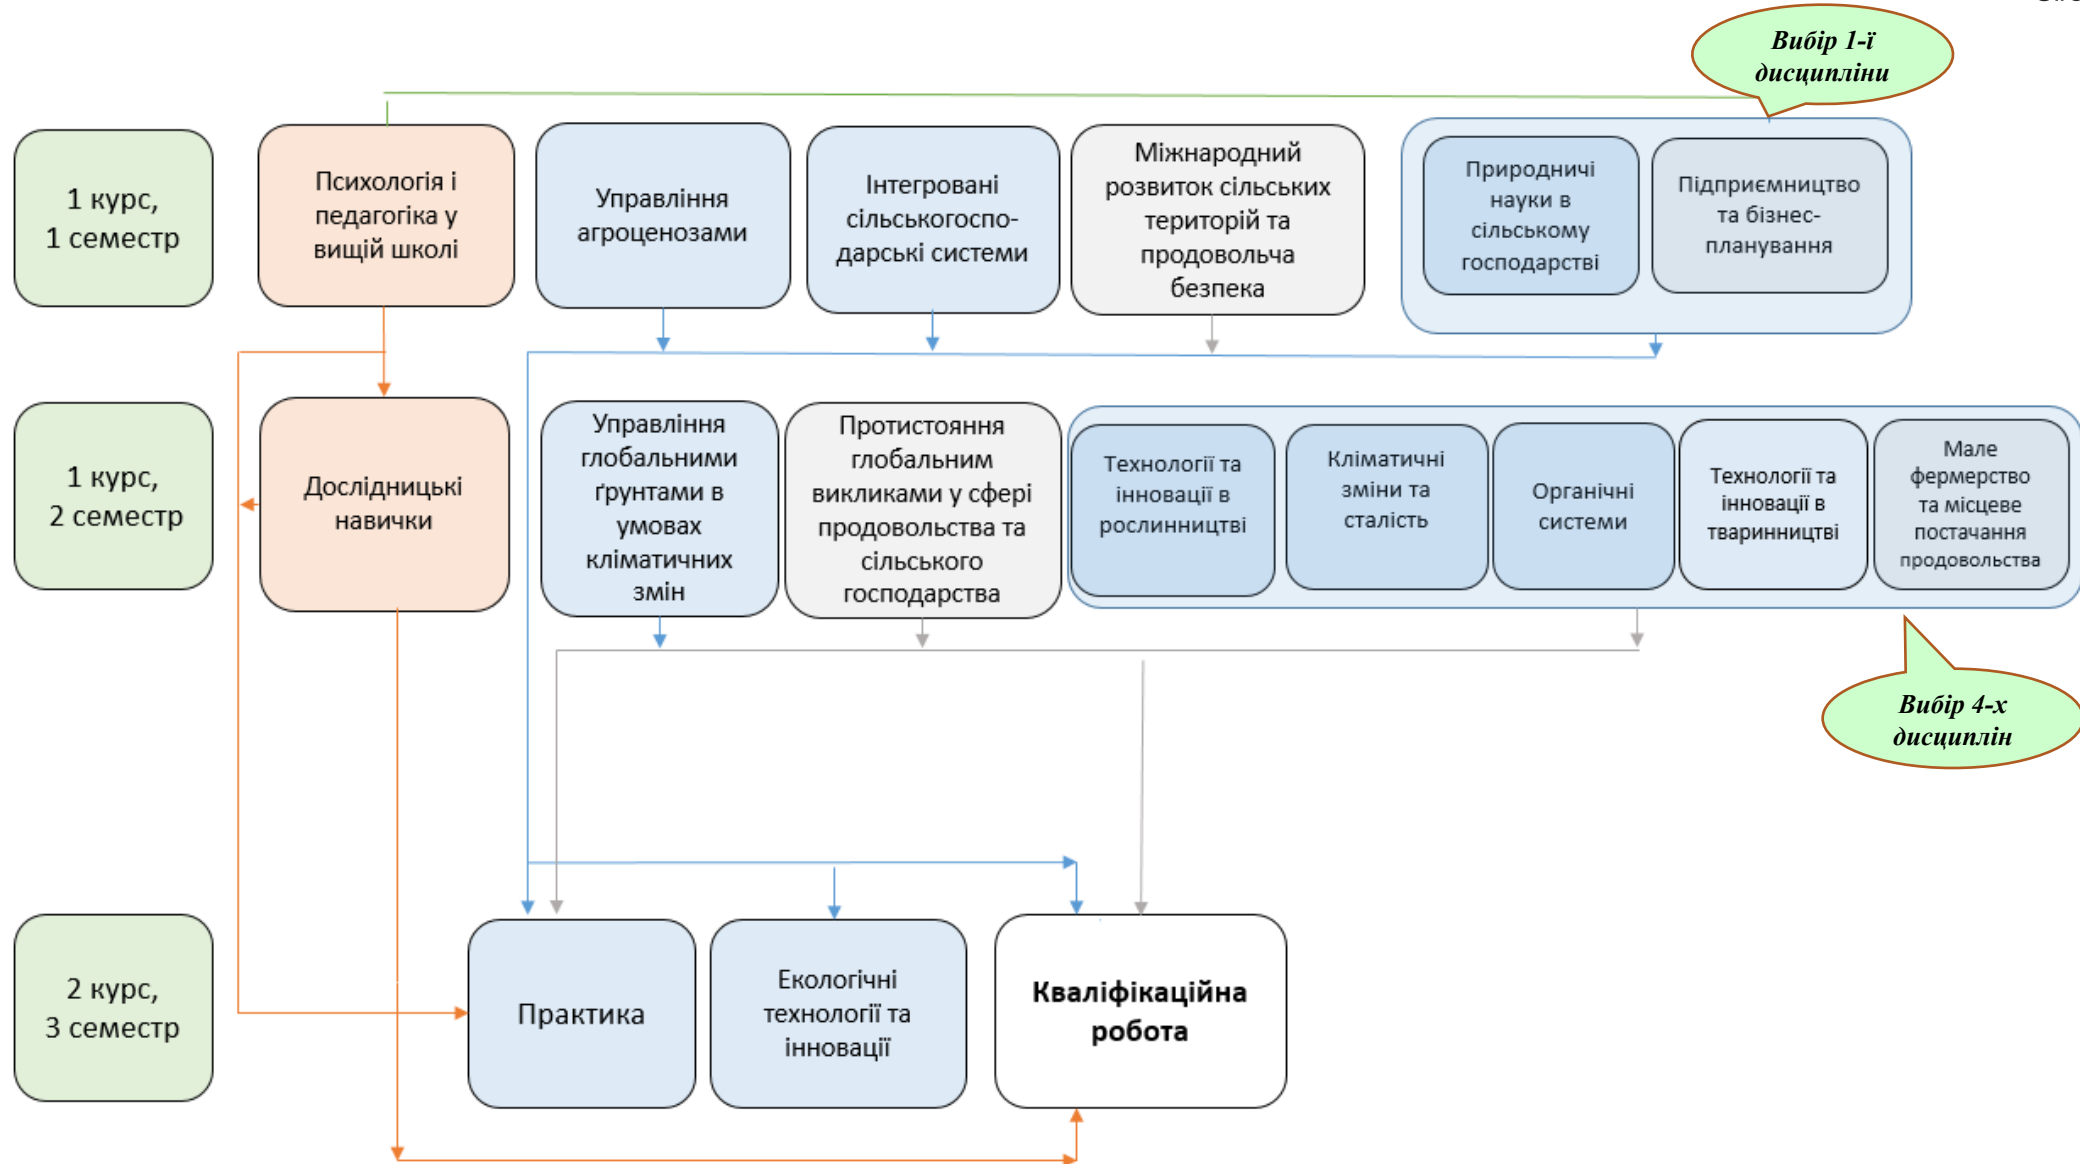 Вибір 1-ї
дисципліни
1 курс,
1 семестр
Психологія і
педагогіка у
вищій школі
Управління
агроценозами
Інтегровані
сільськогоспо-
дарські системи
Міжнародний
розвиток сільських
територій та
продовольча
безпека
Природничі
науки в
сільському
господарстві
Підприємництво
та бізнес-
планування
1 курс,
2 семестр
Дослідницькі
навички
Управління
глобальними
ґрунтами в
умовах
кліматичних
змін
Протистояння
глобальним
викликами у сфері
продовольства та
сільського
господарства
Технології та
інновації в
рослинництві
Кліматичні
зміни та
сталість
Органічні
системи
Технології та
інновації в
тваринництві
Мале
фермерство
та місцеве
постачання
продовольства
Вибір 4-х
дисциплін
2 курс,
3 семестр
Практика
Екологічні
технології та
інновації
Кваліфікаційна
робота